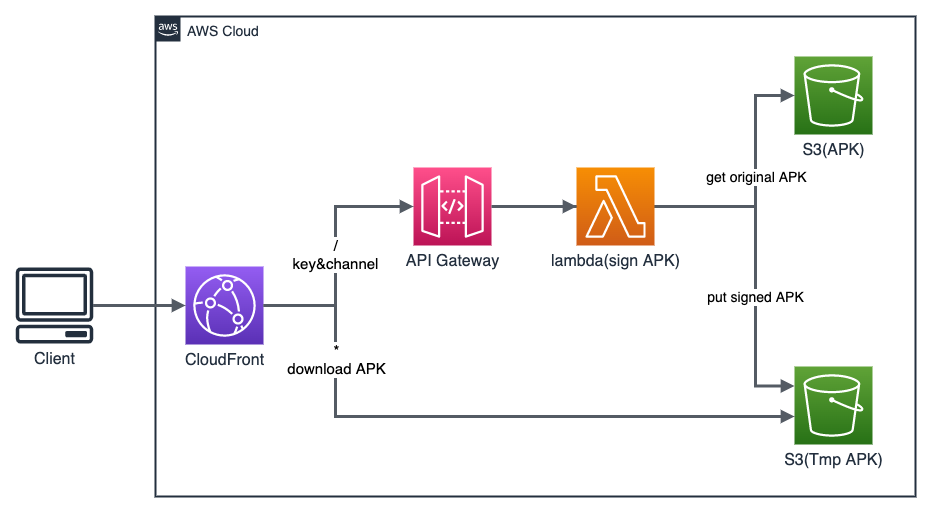 aws
AWS Cloud
S3(APK)
get original APK
</>
API Gateway
lambda(sign APK)
/
key&channel
put signed APK
Client
CloudFront
*
download APK
S3(Tmp APK)